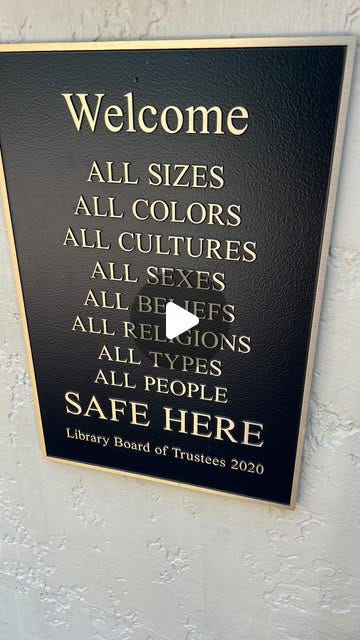 Welcome
ALL SIZES
ALL COLORS
ALL CULTURES
ALL SEXES
ALL BELIEFS
ALL RELIGIONS
ALL TYPES
ALL PEOPLE
SAFE HERE
Library Board of Trustees 2020